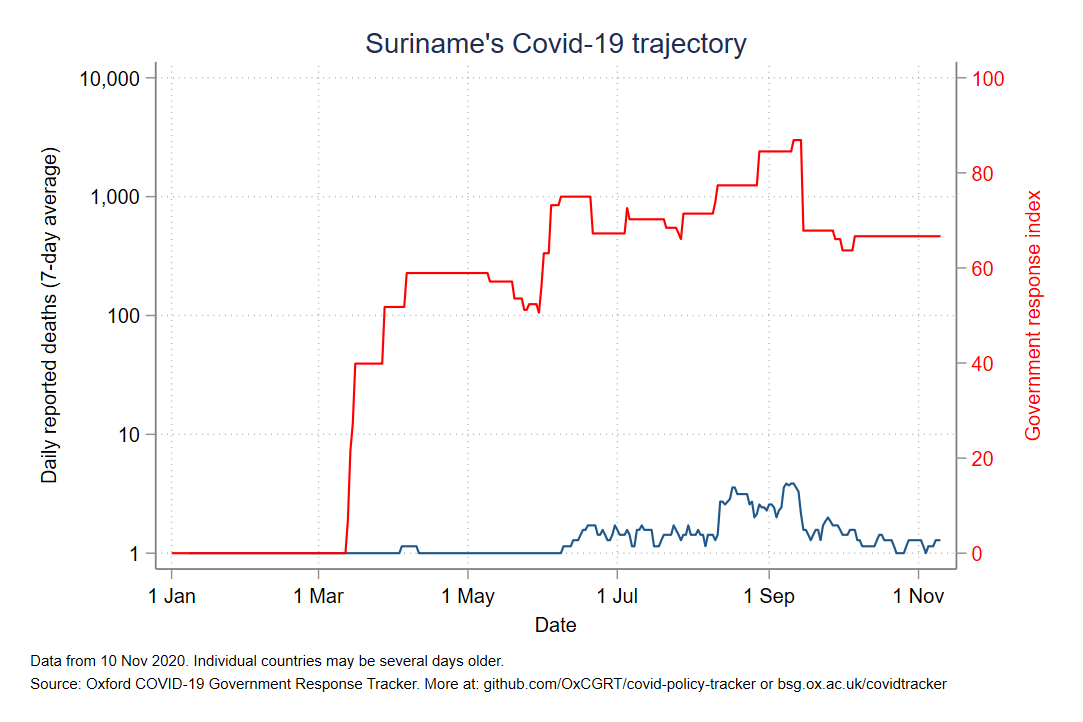 Suriname's Covid-19 trajectory
Daily reported deaths (7-day average)
10,000
1,000
100
10
1
100
80
60
40
20
0
Government response index
1 Jan
1 Mar
1 May
1 Jul
1 Sep
1 Nov
Date
Data from 10 Nov 2020. Individual countries may be several days older.
Source: Oxford COVID-19 Government Response Tracker. More at: github.com/OxCGRT/covid-policy-tracker or bsg.ox.ac.uk/covidtracker